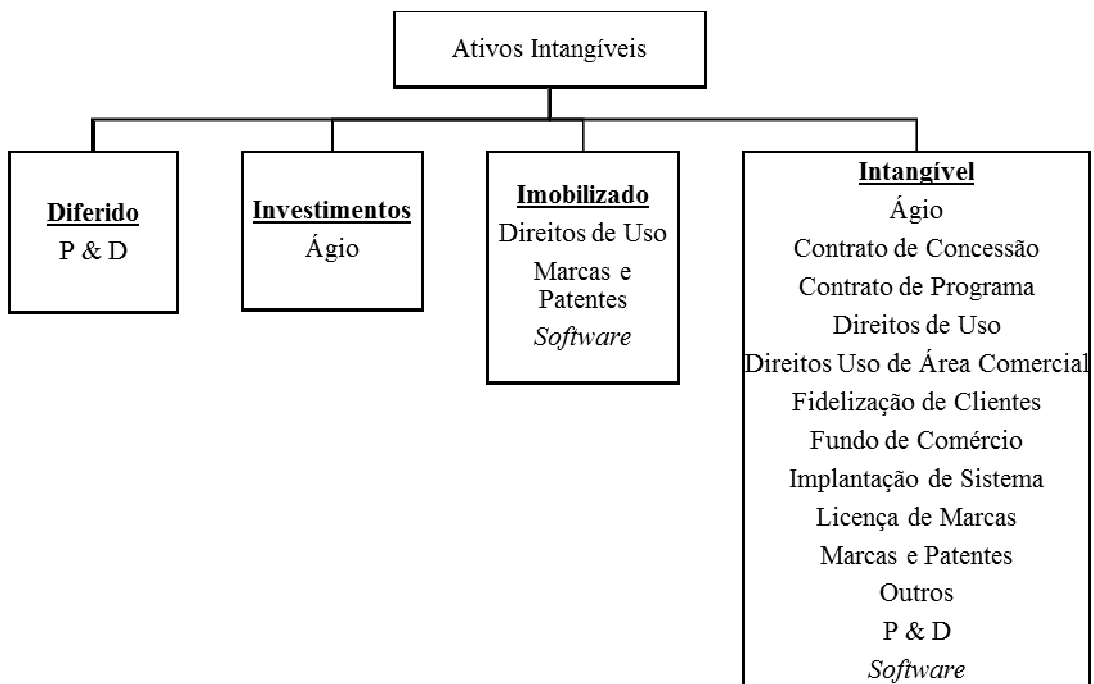 Ativos Intangíveis
Diferido
P & D
Investimentos
Ágio
Imobilizado
Direitos de Uso
Marcas e
Patentes
Software
Intangível
Ágio
Contrato de Concessão
Contrato de Programa
Direitos de Uso
Direitos Uso de Área Comercial
Fidelização de Clientes
Fundo de Comércio
Implantação de Sistema
Licença de Marcas
Marcas e Patentes
Outros
P & D
Software